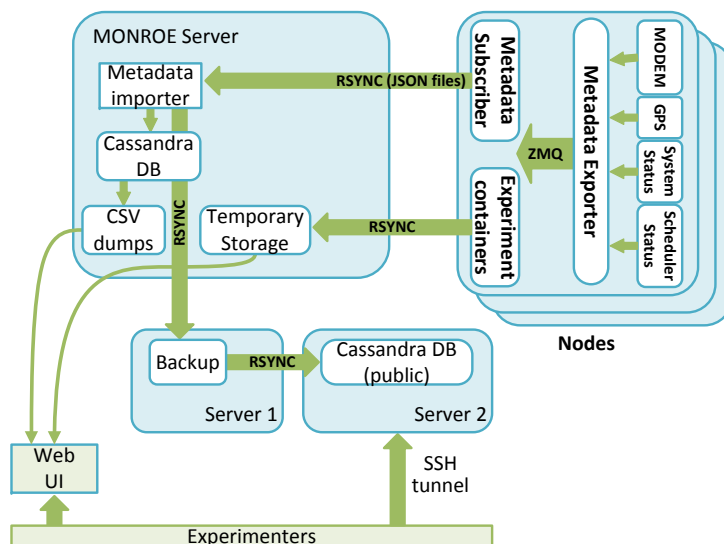 MONROE Server
Metadata
importer
Cassandra
DB
CSV
dumps
Temporary
Storage
RSYNC
RSYNC (JSON files)
RSYNC
Metadata
Subscriber
Experiment
containers
ZMQ
Metadata Exporter
MODEM
GPS
System
Status
Scheduler
Status
Nodes
Backup
RSYNC
Cassandra DB
(public)
Server 1
Server 2
Web
UI
SSH
tunnel
Experimenters